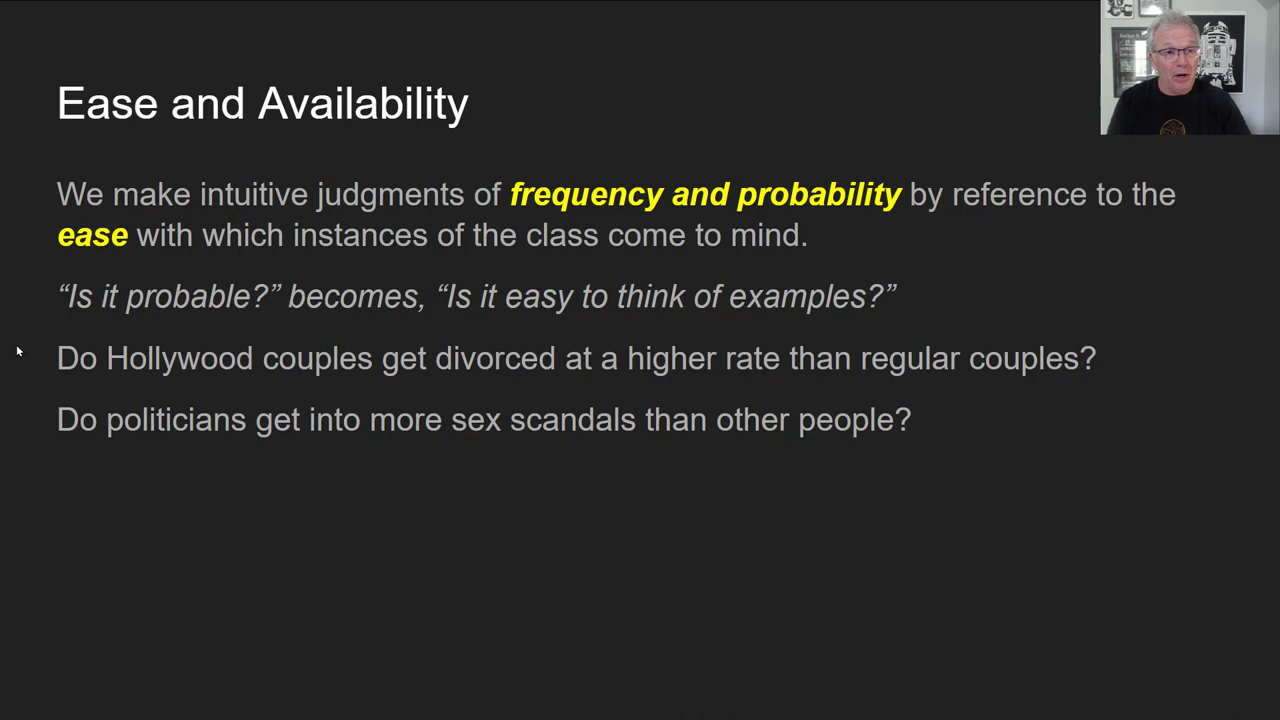 Ease and Availability
We make intuitive judgments of frequency and probability by reference to the
ease with which instances of the class come to mind.
“Is it probable?” becomes, “Is it easy to think of examples?”
Do Hollywood couples get divorced at a higher rate than regular couples?
Do politicians get into more sex scandals than other people?